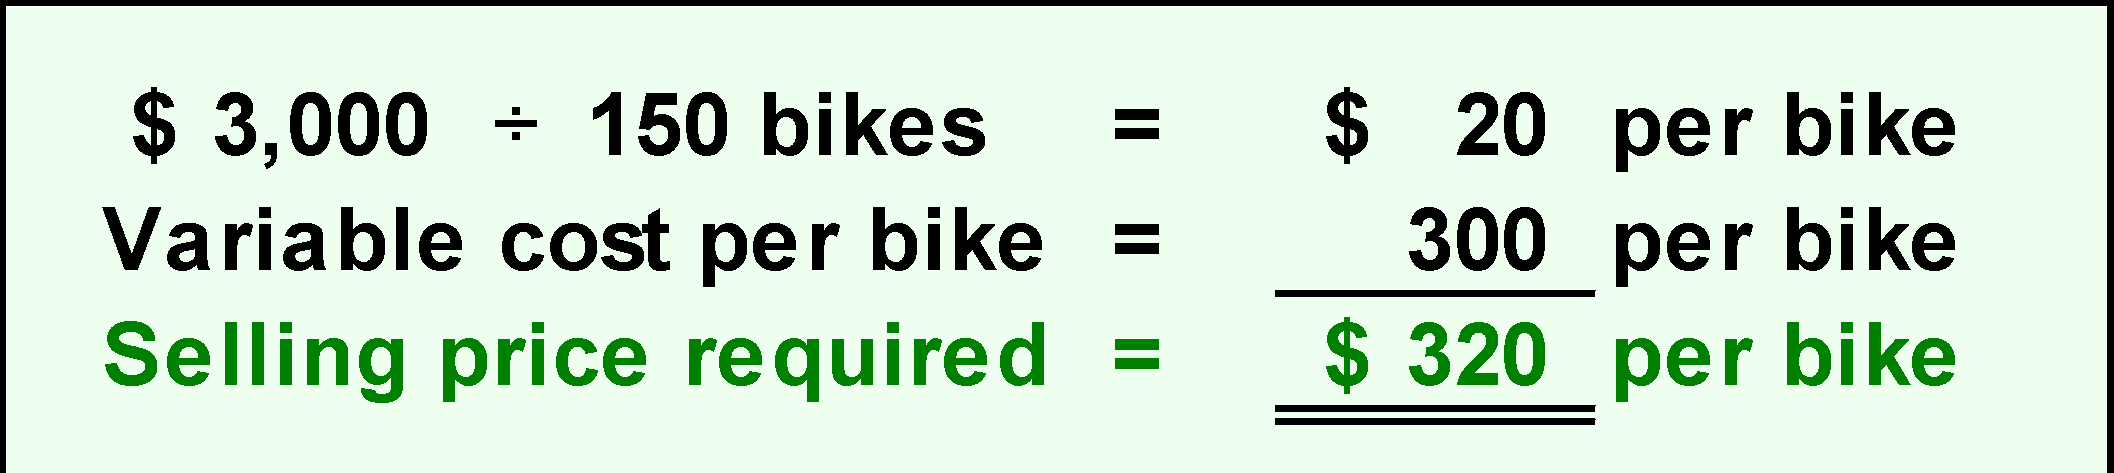 $ 3,000 ÷ 150 bikes = $ 20 per bike
Variable cost per bike = 300 per bike
Selling price required = $ 320 per bike